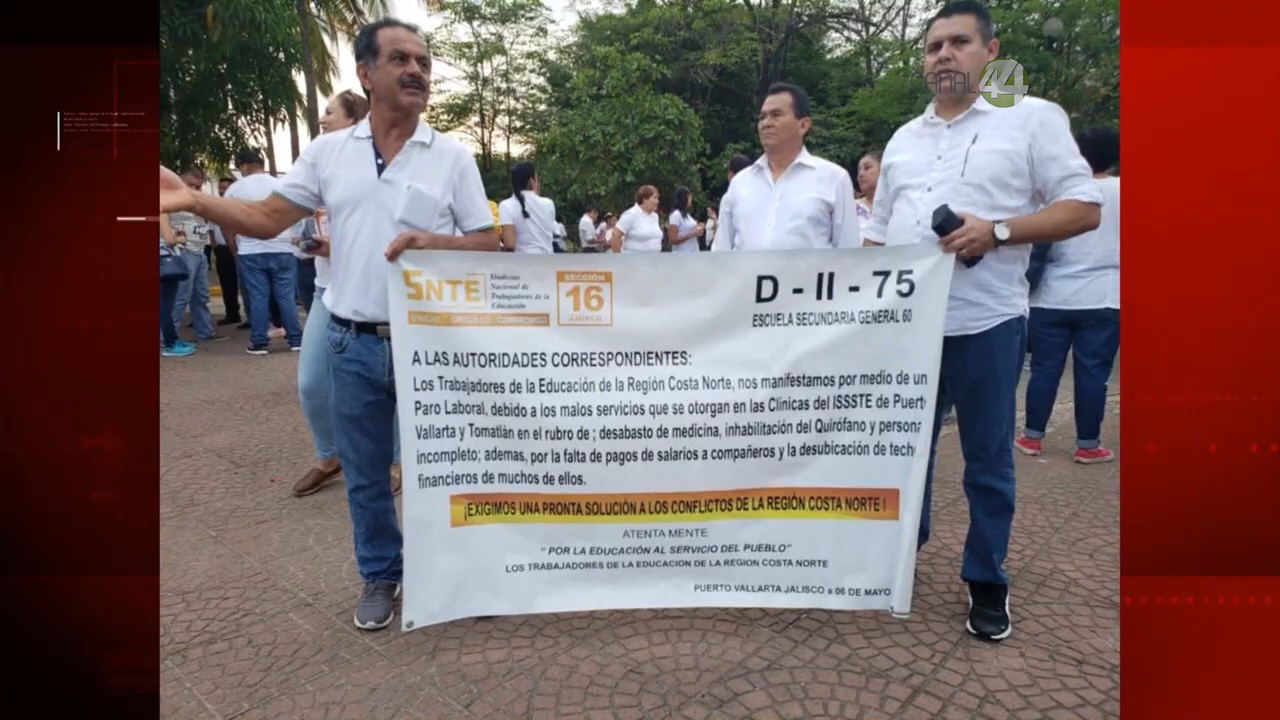 44
SNTE
Sindicato
Nacional de
Trabajadores de la
Educación
SECCIÓN
16
JALISCO
D - II - 75
ESCUELA SECUNDARIA GENERAL 60
A LAS AUTORIDADES CORRESPONDIENTES:
Los Trabajadores de la Educación de la Región Costa Norte, nos manifestamos por medio de un
Paro Laboral, debido a los malos servicios que se otorgan en las Clínicas del ISSSTE de Puert
Vallarta y Tomatlán en el rubro de ; desabasto de medicina, inhabilitación del Quirófano y persona
incompleto; ademas, por la falta de pagos de salarios a compañeros y la desubicación de tech
financieros de muchos de ellos.
¡EXIGIMOS UNA PRONTA SOLUCIÓN A LOS CONFLICTOS DE LA REGIÓN COSTA NORTE !
ATENTA MENTE
“ POR LA EDUCACIÓN AL SERVICIO DEL PUEBLO”
LOS TRABAJADORES DE LA EDUCACION DE LA REGION COSTA NORTE
PUERTO VALLARTA JALISCO a 06 DE MAYO